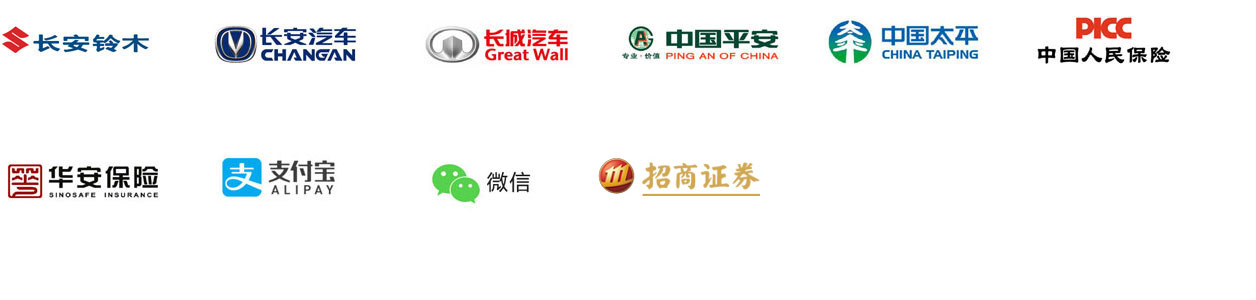 长安铃木
长安汽车
CHANGAN
长城汽车
Great Wall
专业·价值
中国平安
PING AN OF CHINA
中国太平
CHINA TAIPING
PICC
中国人民保险
华安保险
SINOSAFE INSURANCE
支 支付宝
ALIPAY
微信
招商证券